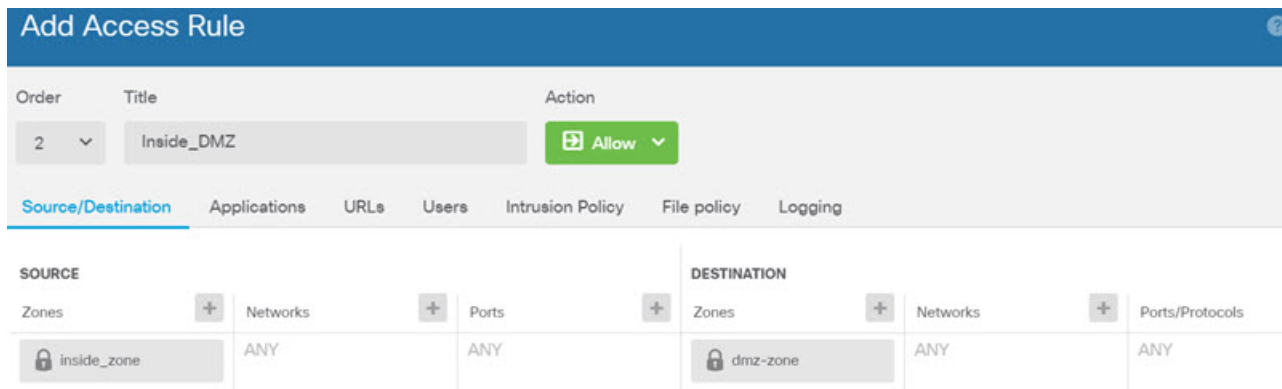 Add Access Rule
?
Order Title Action
2 Inside_DMZ Allow
Source/Destination Applications URLs Users Intrusion Policy File policy Logging
SOURCE DESTINATION
Zones + Networks + Ports + Zones + Networks + Ports/Protocols
inside_zone ANY ANY dmz-zone ANY ANY